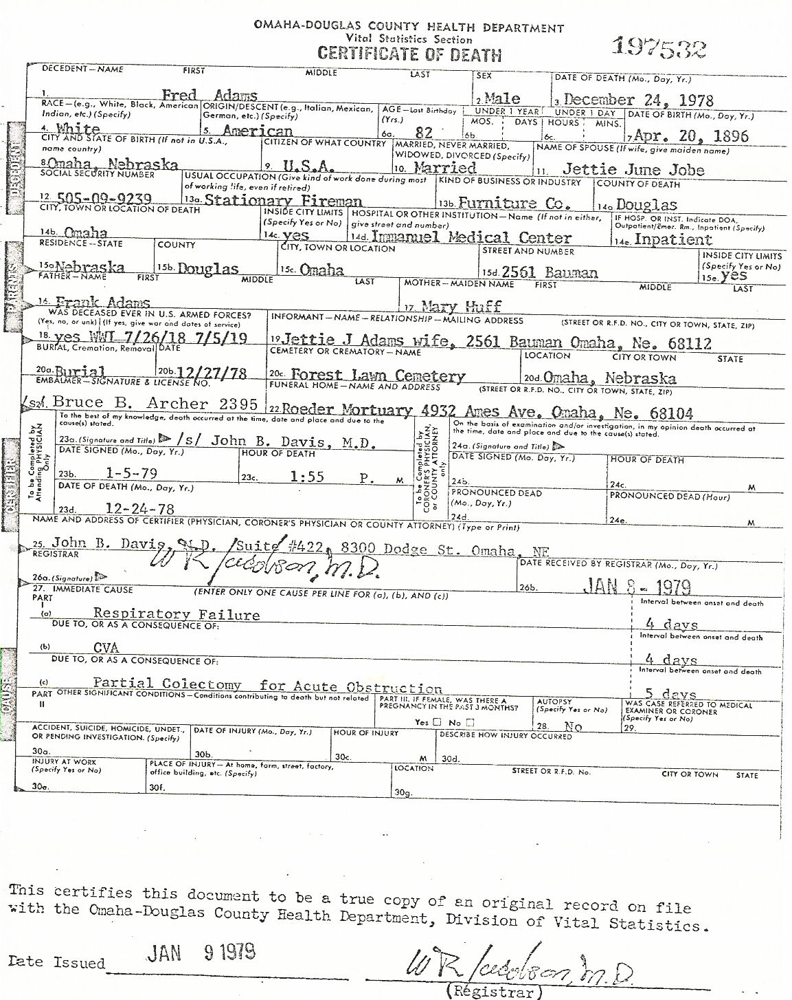 OMAHA-DOUGLAS COUNTY HEALTH DEPARTMENT
Vital Statistics Section
CERTIFICATE OF DEATH
197532
DECEDENT—NAME FIRST MIDDLE LAST SEX DATE OF DEATH (Mo., Day, Yr.)
1. Fred Adams 2. Male 3. December 24, 1978
RACE—(e.g., White, Black, American Indian, etc.) (Specify) ORIGIN/DESCENT (e.g., Italian, Mexican, German, etc.) (Specify) AGE—Last Birthday (Yrs.) UNDER 1 YEAR MOS. DAYS UNDER 1 DAY HOURS MINS. DATE OF BIRTH (Mo., Day, Yr.)
4. White 5. American 6a. 82 6b. 6c. 7 Apr. 20, 1896
CITY AND STATE OF BIRTH (If not in U.S.A., name country) CITIZEN OF WHAT COUNTRY MARRIED, NEVER MARRIED, WIDOWED, DIVORCED (Specify) NAME OF SPOUSE (If wife, give maiden name)
8. Omaha, Nebraska 9. U.S.A. 10. Married 11. Jettie June Jobe
SOCIAL SECURITY NUMBER USUAL OCCUPATION (Give kind of work done during most of working life, even if retired) KIND OF BUSINESS OR INDUSTRY COUNTY OF DEATH
12. 505-09-9239 13a. Stationary Fireman 13b. Furniture Co. 14a Douglas
CITY, TOWN OR LOCATION OF DEATH INSIDE CITY LIMITS (Specify Yes or No) HOSPITAL OR OTHER INSTITUTION—Name (If not in either, give street and number) IF HOSP. OR INST. Indicate DOA, Outpatient/Emer. Rm., Inpatient (Specify)
14b. Omaha 14c. yes 14d. Immanuel Medical Center 14e. Inpatient
RESIDENCE—STATE COUNTY CITY, TOWN OR LOCATION STREET AND NUMBER INSIDE CITY LIMITS (Specify Yes or No)
15a Nebraska 15b. Douglas 15c. Omaha 15d. 2561 Bauman 15e. yes
FATHER—NAME FIRST MIDDLE LAST MOTHER—MAIDEN NAME FIRST MIDDLE LAST
PARENTS
16. Frank Adams 17. Mary Huff
WAS DECEASED EVER IN U.S. ARMED FORCES? (Yes, no, or unk) (If yes, give war and dates of service) INFORMANT—NAME—RELATIONSHIP—MAILING ADDRESS (STREET OR R.F.D. NO., CITY OR TOWN, STATE, ZIP)
18. yes WWI 7/26/18 7/5/19 19 Jettie J Adams wife, 2561 Bauman Omaha, Ne. 68112
BURIAL, Cremation, Removal DATE CEMETERY OR CREMATORY—NAME LOCATION CITY OR TOWN STATE
20a. Burial 20b. 12/27/78 20c. Forest Lawn Cemetery 20d. Omaha, Nebraska
EMBALMER—SIGNATURE & LICENSE NO. FUNERAL HOME—NAME AND ADDRESS (STREET OR R.F.D. NO., CITY OR TOWN, STATE, ZIP)
/s/ Bruce B. Archer 2395 22. Roeder Mortuary 4932 Ames Ave. Omaha, Ne. 68104
To be Completed by Attending PHYSICIAN Only
To the best of my knowledge, death occurred at the time, date and place and due to the cause(s) stated.
23a. (Signature and Title) /s/ John B. Davis, M.D.
DATE SIGNED (Mo., Day, Yr.) HOUR OF DEATH
23b. 1-5-79 23c. 1:55 P. M
DATE OF DEATH (Mo., Day, Yr.)
23d. 12-24-78
To be Completed by CORONER'S PHYSICIAN, or COUNTY ATTORNEY only
On the basis of examination and/or investigation, in my opinion death occurred at the time, date and place and due to the cause(s) stated.
24a. (Signature and Title)
DATE SIGNED (Mo. Day, Yr.) HOUR OF DEATH
24b. 24c. M
PRONOUNCED DEAD (Mo., Day, Yr.) PRONOUNCED DEAD (Hour)
24d. 24e. M
CERTIFIER
NAME AND ADDRESS OF CERTIFIER (PHYSICIAN, CORONER'S PHYSICIAN OR COUNTY ATTORNEY) (Type or Print)
25. John B. Davis, M.D. Suite #422, 8300 Dodge St. Omaha, NE
REGISTRAR DATE RECEIVED BY REGISTRAR (Mo., Day, Yr.)
26a. (Signature) W R Jacobson, M.D. 26b. JAN 8 - 1979
27. IMMEDIATE CAUSE (ENTER ONLY ONE CAUSE PER LINE FOR (a), (b), AND (c))
PART I Interval between onset and death
(a) Respiratory Failure 4 days
DUE TO, OR AS A CONSEQUENCE OF: Interval between onset and death
(b) CVA 4 days
DUE TO, OR AS A CONSEQUENCE OF: Interval between onset and death
CAUSE
(c) Partial Colectomy for Acute Obstruction 5 days
PART II OTHER SIGNIFICANT CONDITIONS—Conditions contributing to death but not related PART III. IF FEMALE, WAS THERE A PREGNANCY IN THE PAST 3 MONTHS? AUTOPSY (Specify Yes or No) WAS CASE REFERRED TO MEDICAL EXAMINER OR CORONER (Specify Yes or No)
Yes No 28. No 29.
ACCIDENT, SUICIDE, HOMICIDE, UNDET., OR PENDING INVESTIGATION. (Specify) DATE OF INJURY (Mo., Day, Yr.) HOUR OF INJURY DESCRIBE HOW INJURY OCCURRED
30a. 30b. 30c. M 30d.
INJURY AT WORK (Specify Yes or No) PLACE OF INJURY—At home, farm, street, factory, office building, etc. (Specify) LOCATION STREET OR R.F.D. No. CITY OR TOWN STATE
30e. 30f. 30g.
This certifies this document to be a true copy of an original record on file
with the Omaha-Douglas County Health Department, Division of Vital Statistics.
Date Issued JAN 9 1979 W R Jacobson, M.D.
(Registrar)